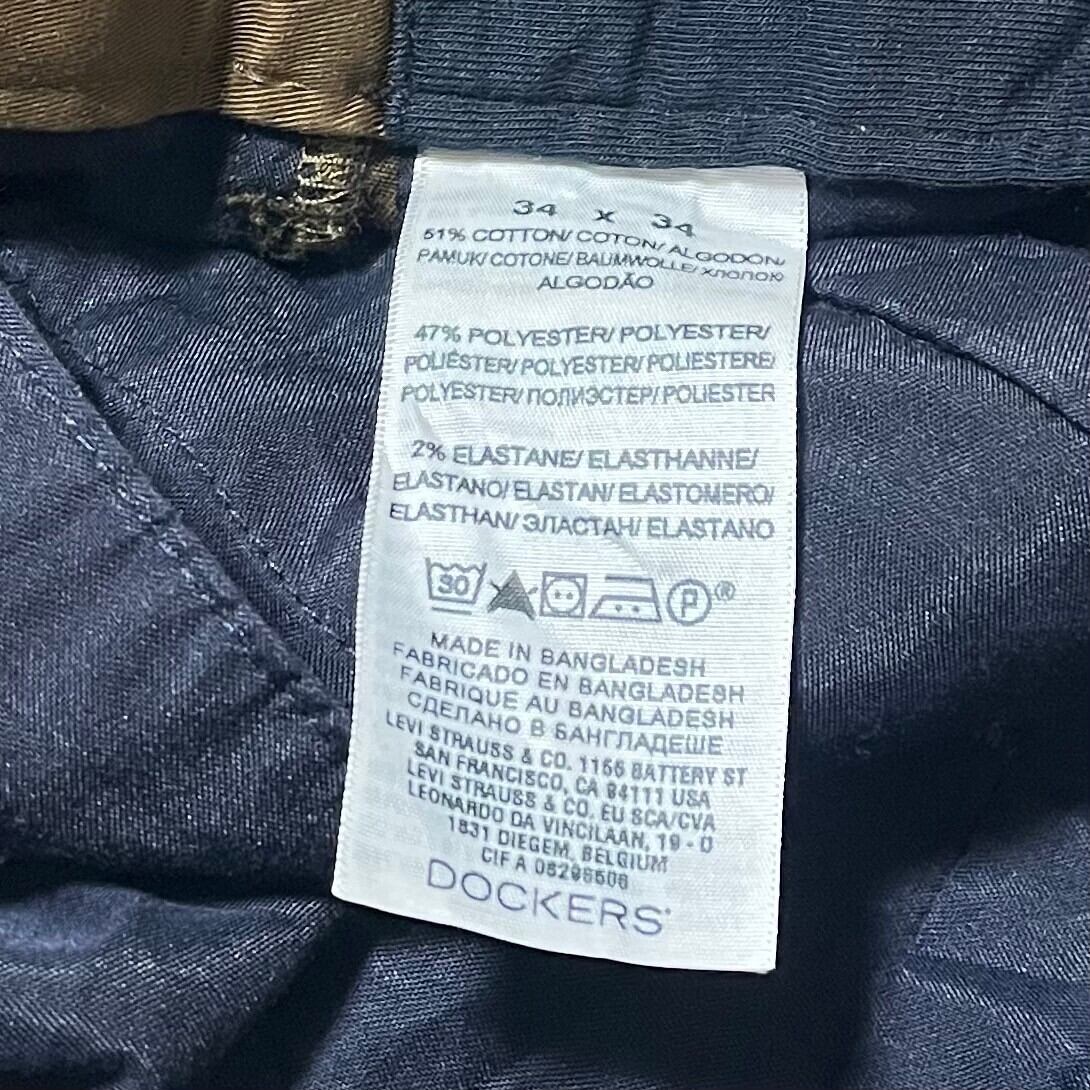 34 X 34
51% COTTON/ COTON/ ALGODON/
PAMUK/ COTONE/ BAUMWOLLE/ ХЛОПОК/
ALGODÃO
47% POLYESTER/ POLYESTER/
POLIÉSTER/ POLYESTER/ POLIESTERE/
POLYESTER/ ПОЛИЭСТЕР/ POLIESTER
2% ELASTANE/ ELASTHANNE/
ELASTANO/ ELASTAN/ ELASTOMERO/
ELASTHAN/ ЭЛАСТАН/ ELASTANO
30 P ®
MADE IN BANGLADESH
FABRICADO EN BANGLADESH
FABRIQUE AU BANGLADESH
СДЕЛАНО В БАНГЛАДЕШЕ
LEVI STRAUSS & CO. 1155 BATTERY ST
SAN FRANCISCO, CA 94111 USA
LEVI STRAUSS & CO. EU SCA/CVA
LEONARDO DA VINCILAAN, 19 - D
1831 DIEGEM, BELGIUM
CIF A
DOCKERS